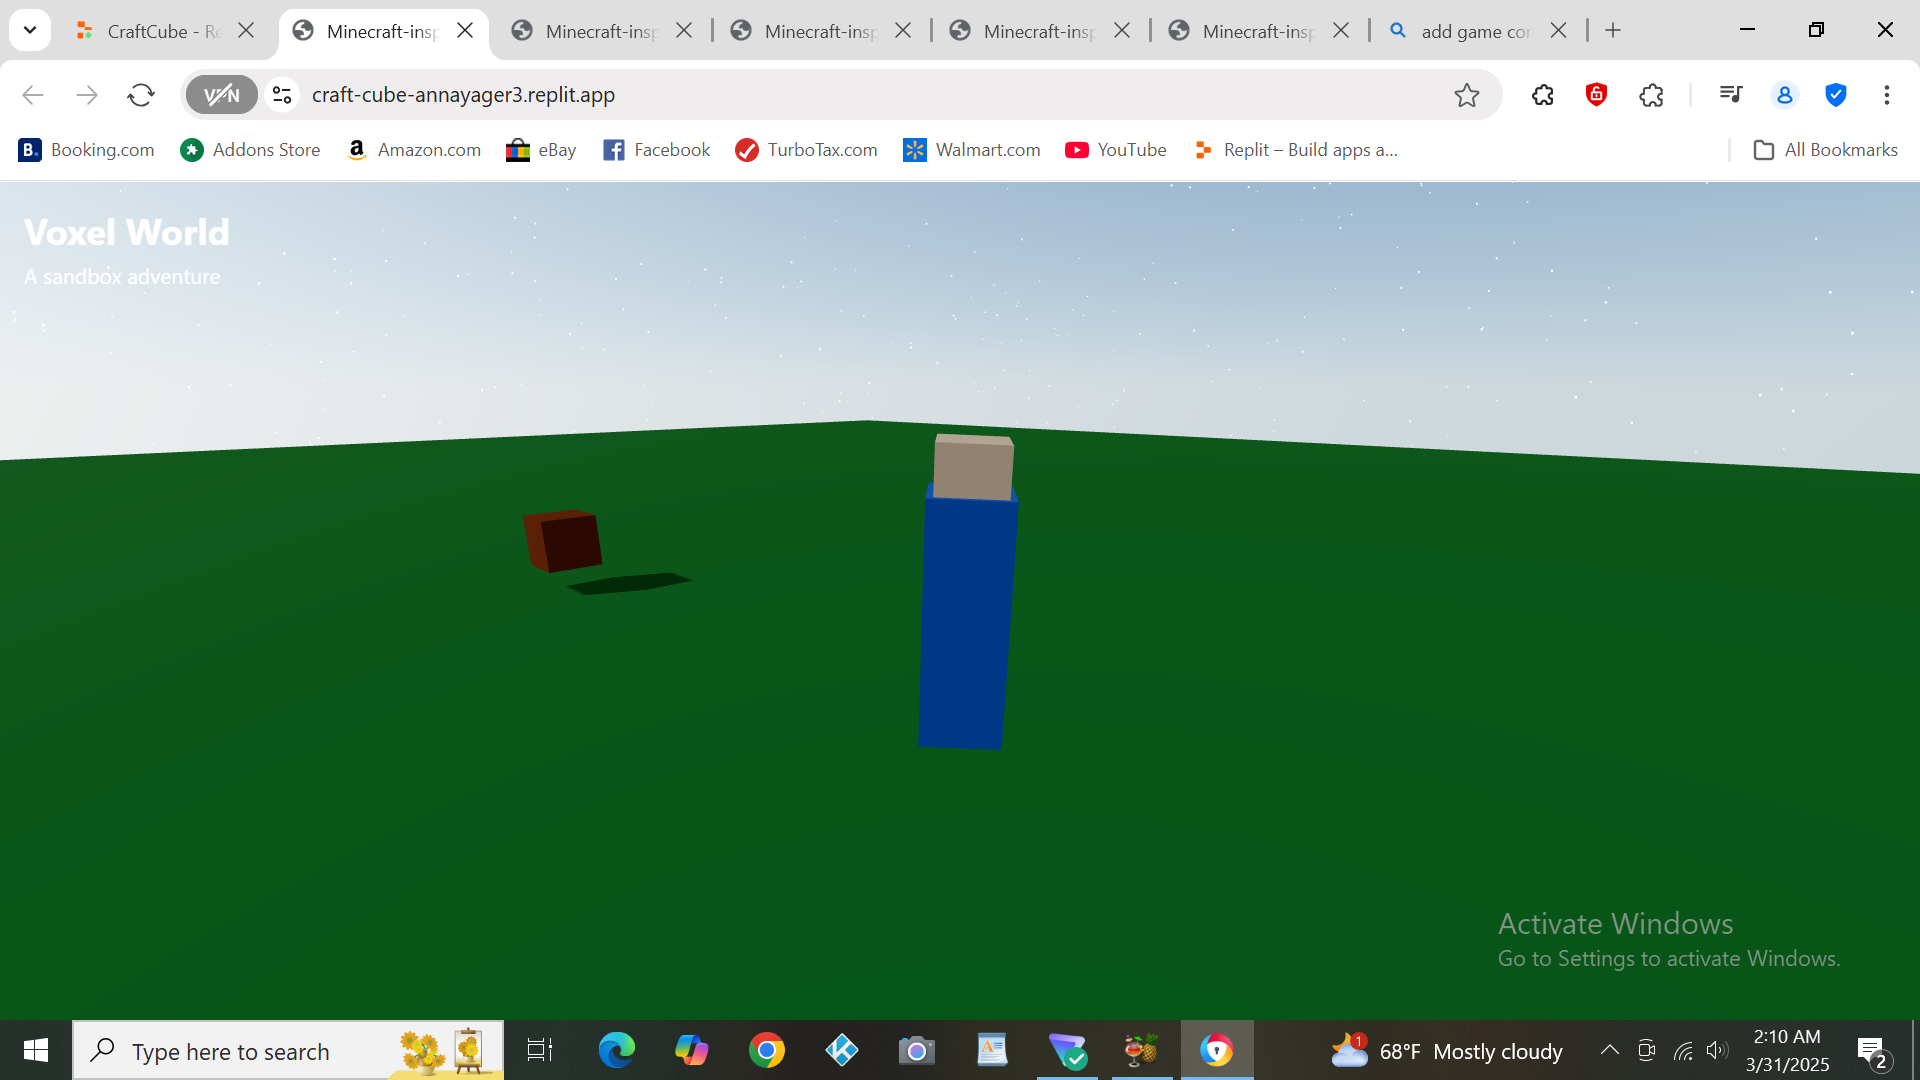 CraftCube - Re
Minecraft-insp
Minecraft-insp
Minecraft-insp
Minecraft-insp
Minecraft-insp
add game cor
VPN
craft-cube-annayager3.replit.app
B.
Booking.com
Addons Store
a
Amazon.com
eBay
f
Facebook
TurboTax.com
Walmart.com
YouTube
Replit – Build apps a...
All Bookmarks
Voxel World
A sandbox adventure
Activate Windows
Go to Settings to activate Windows.
Type here to search
1
68°F Mostly cloudy
2:10 AM
3/31/2025
2